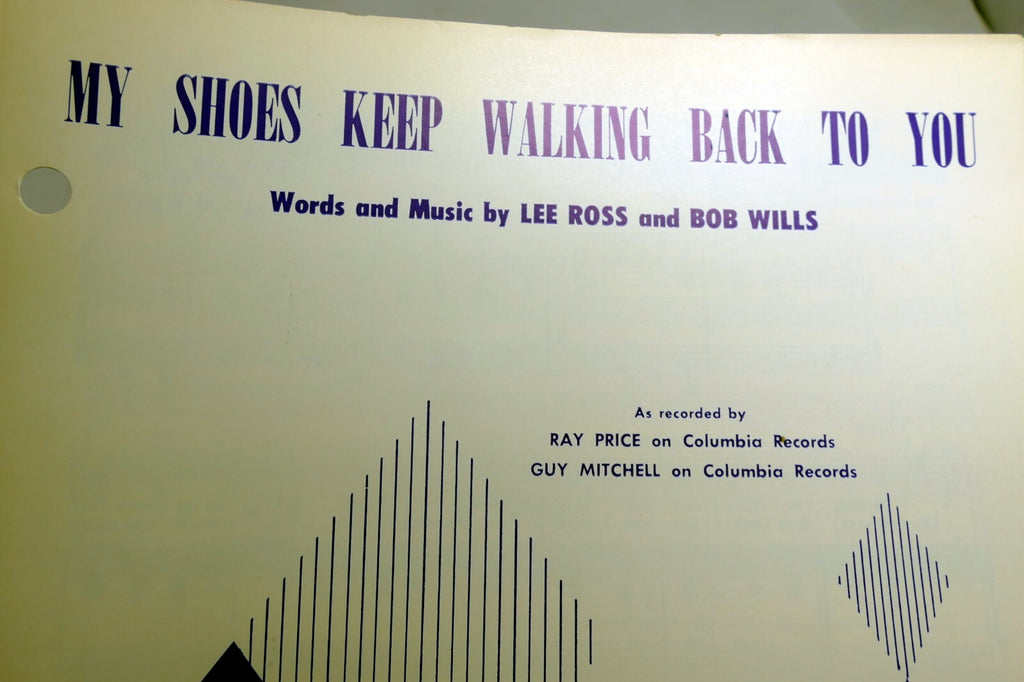 MY SHOES KEEP WALKING BACK TO YOU
Words and Music by LEE ROSS and BOB WILLS
As recorded by
RAY PRICE on Columbia Records
GUY MITCHELL on Columbia Records